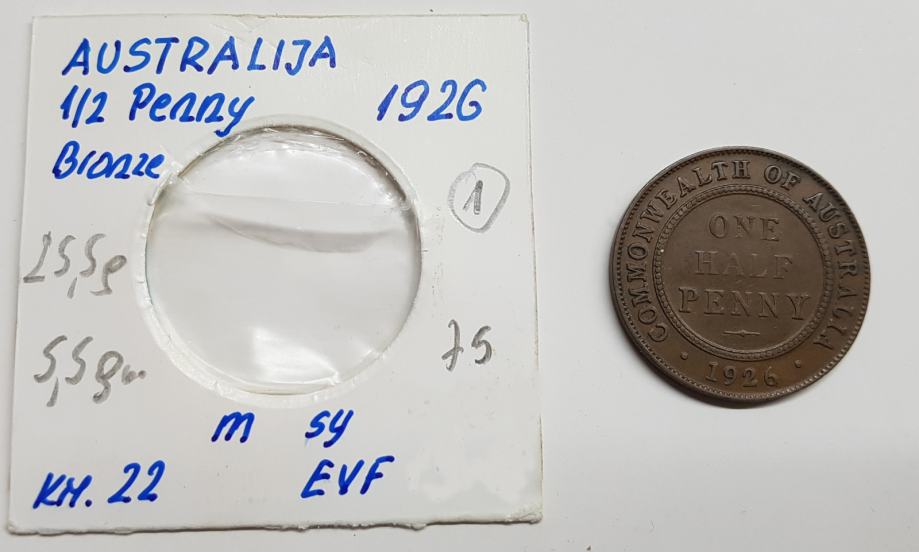 AUSTRALIJA
1/2 Penny 1926
Bronze
1
25,5g
5,5gr.
75
m sy
KM. 22 EVF
COMMONWEALTH OF AUSTRALIA
ONE
HALF
PENNY
1926